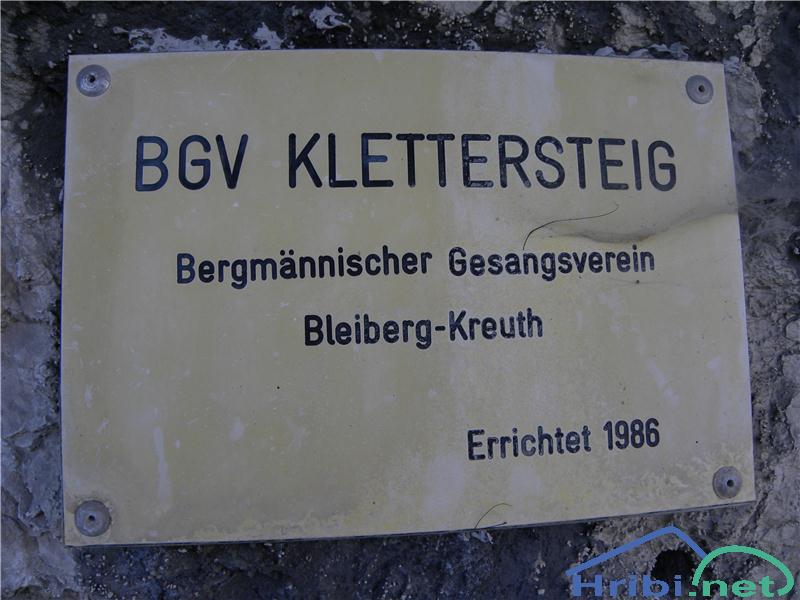 BGV KLETTERSTEIG
Bergmännischer Gesangsverein
Bleiberg-Kreuth
Errichtet 1986
Hribi.net